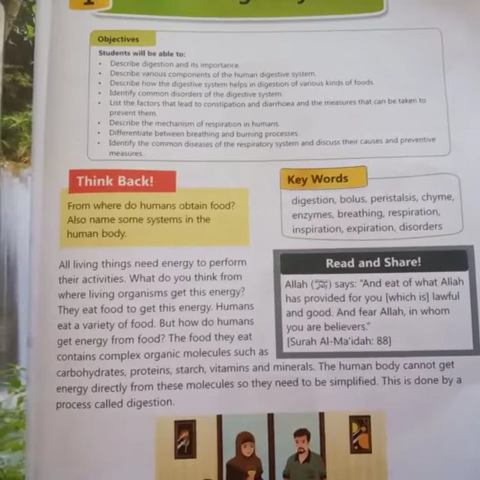 1
Objectives
Students will be able to:
• Describe digestion and its importance.
• Describe various components of the human digestive system.
• Describe how the digestive system helps in digestion of various kinds of foods
• Identify common disorders of the digestive system
• List the factors that lead to constipation and diarrhoea and the measures that can be taken to
prevent them.
• Describe the mechanism of respiration in humans.
• Differentiate between breathing and burning processes.
• Identify the common diseases of the respiratory system and discuss their causes and preventive
measures.
Think Back!
From where do humans obtain food?
Also name some systems in the
human body.
Key Words
digestion, bolus, peristalsis, chyme,
enzymes, breathing, respiration,
inspiration, expiration, disorders
All living things need energy to perform
their activities. What do you think from
where living organisms get this energy?
They eat food to get this energy. Humans
eat a variety of food. But how do humans
get energy from food? The food they eat
contains complex organic molecules such as
carbohydrates, proteins, starch, vitamins and minerals. The human body cannot get
energy directly from these molecules so they need to be simplified. This is done by a
process called digestion.
Read and Share!
Allah (ﷻ) says: "And eat of what Allah
has provided for you [which is] lawful
and good. And fear Allah, in whom
you are believers."
[Surah Al-Ma'idah: 88]